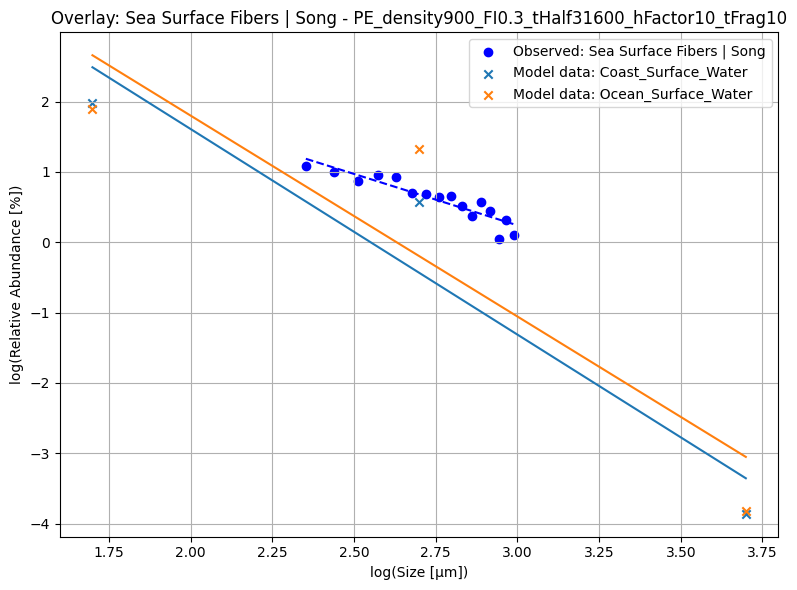 Overlay: Sea Surface Fibers | Song - PE_density900_FI0.3_tHalf31600_hFactor10_tFrag10
Observed: Sea Surface Fibers | Song
Model data: Coast_Surface_Water
Model data: Ocean_Surface_Water
log(Relative Abundance [%])
2
1
0
−1
−2
−3
−4
1.75
2.00
2.25
2.50
2.75
3.00
3.25
3.50
3.75
log(Size [µm])